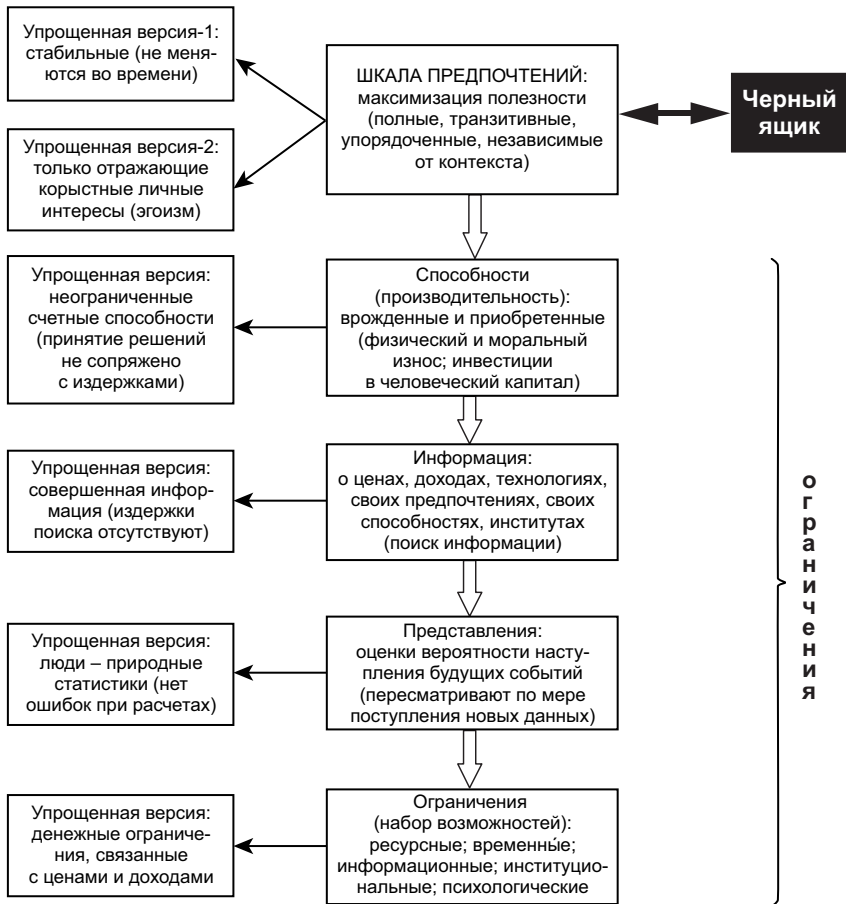 Упрощенная версия-1:
стабильные (не меня-
ются во времени)
Упрощенная версия-2:
только отражающие
корыстные личные
интересы (эгоизм)
ШКАЛА ПРЕДПОЧТЕНИЙ:
максимизация полезности
(полные, транзитивные,
упорядоченные, независимые
от контекста)
Черный
ящик
Упрощенная версия:
неограниченные
счетные способности
(принятие решений
не сопряжено
с издержками)
Способности
(производительность):
врожденные и приобретенные
(физический и моральный
износ; инвестиции
в человеческий капитал)
Упрощенная версия:
совершенная инфор-
мация (издержки
поиска отсутствуют)
Информация:
о ценах, доходах, технологиях,
своих предпочтениях, своих
способностях, институтах
(поиск информации)
Упрощенная версия:
люди – природные
статистики (нет
ошибок при расчетах)
Представления:
оценки вероятности насту-
пления будущих событий
(пересматривают по мере
поступления новых данных)
Упрощенная версия:
денежные ограниче-
ния, связанные
с ценами и доходами
Ограничения
(набор возможностей):
ресурсные; временны́е;
информационные; институцио-
нальные; психологические
ограничения